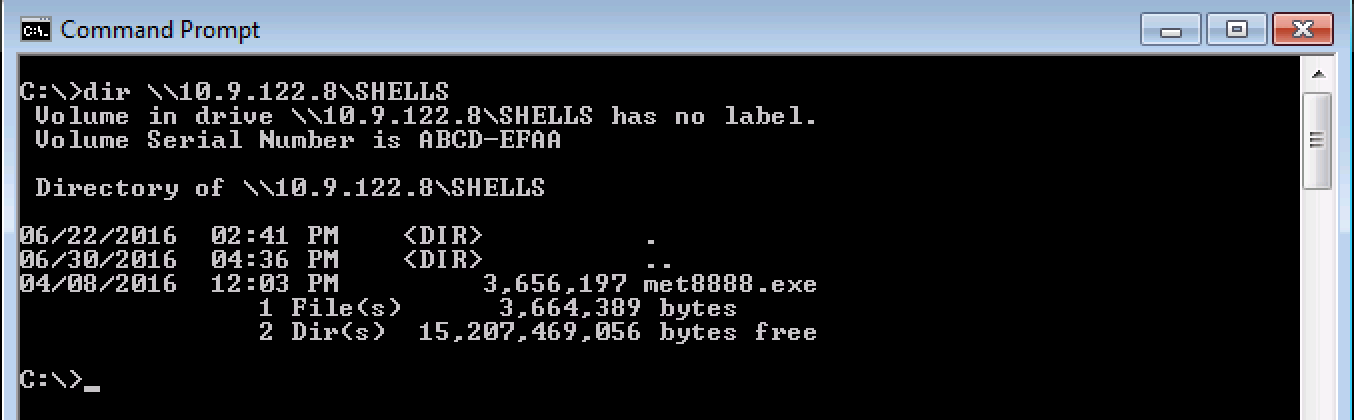 Command Prompt
C:\>dir \\10.9.122.8\SHELLS
 Volume in drive \\10.9.122.8\SHELLS has no label.
 Volume Serial Number is ABCD-EFAA
 Directory of \\10.9.122.8\SHELLS
06/22/2016  02:41 PM    <DIR>          .
06/30/2016  04:36 PM    <DIR>          ..
04/08/2016  12:03 PM         3,656,197 met8888.exe
               1 File(s)      3,664,389 bytes
               2 Dir(s)  15,207,469,056 bytes free
C:\>_